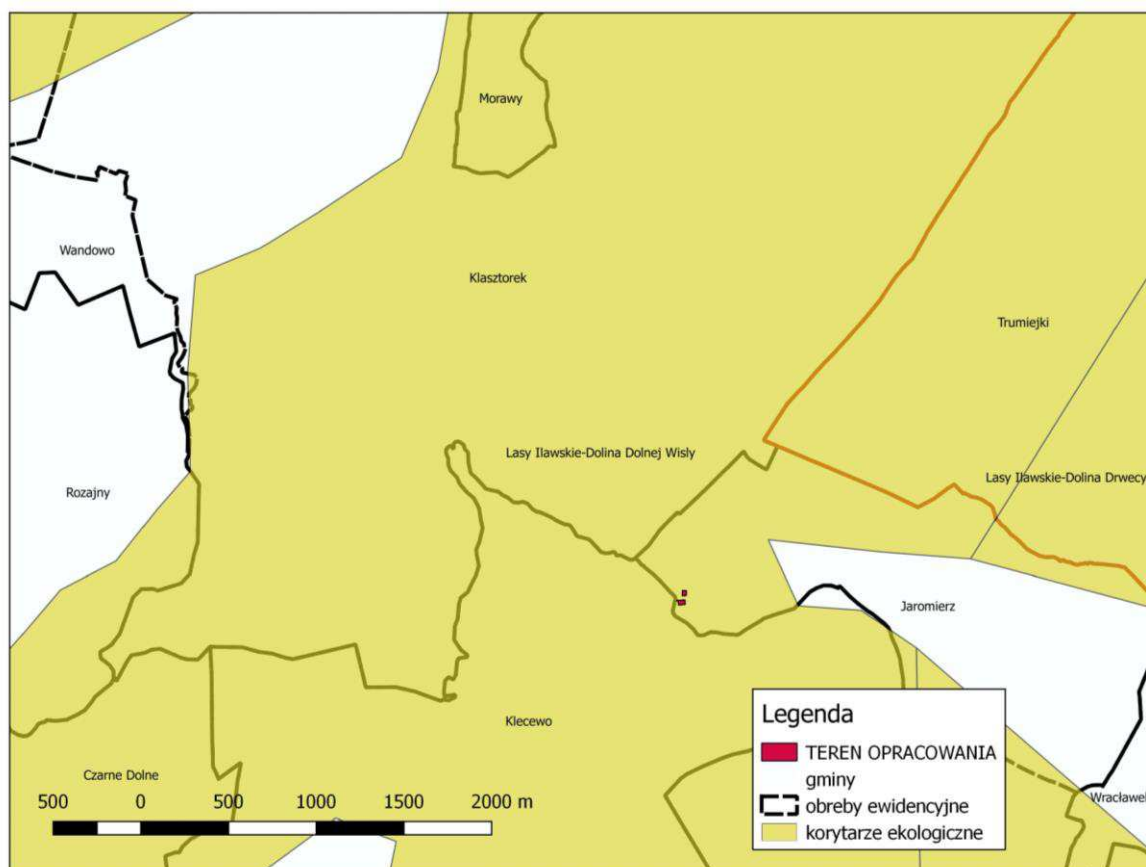 Morawy
Wandowo
Klasztorek
Trumiejki
Lasy Ilawskie-Dolina Dolnej Wisly
Lasy Ilawskie-Dolina Drwecy
Rozajny
Jaromierz
Klecewo
Czarne Dolne
Wracławek
500 0 500 1000 1500 2000 m
Legenda
TEREN OPRACOWANIA
gminy
obreby ewidencyjne
korytarze ekologiczne